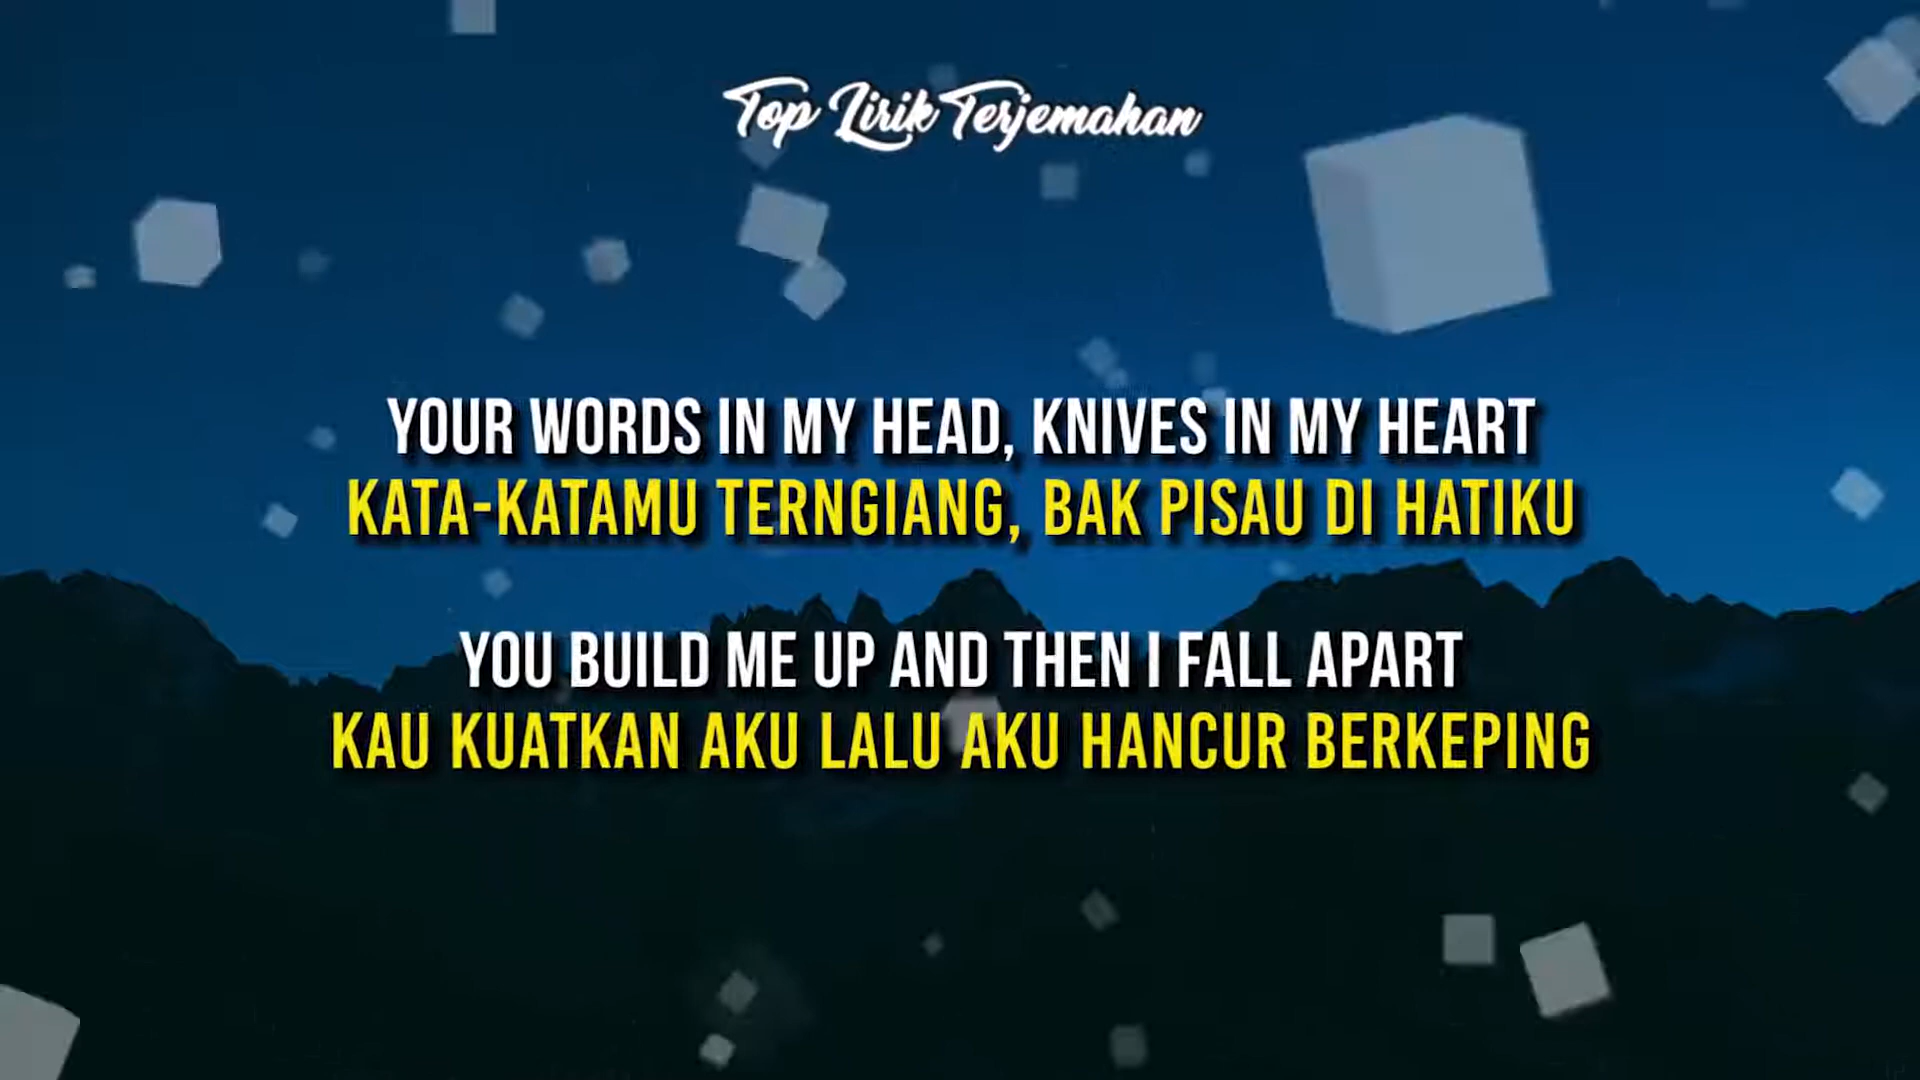 Top Lirik Terjemahan
YOUR WORDS IN MY HEAD, KNIVES IN MY HEART
KATA-KATAMU TERNGIANG, BAK PISAU DI HATIKU
YOU BUILD ME UP AND THEN I FALL APART
KAU KUATKAN AKU LALU AKU HANCUR BERKEPING